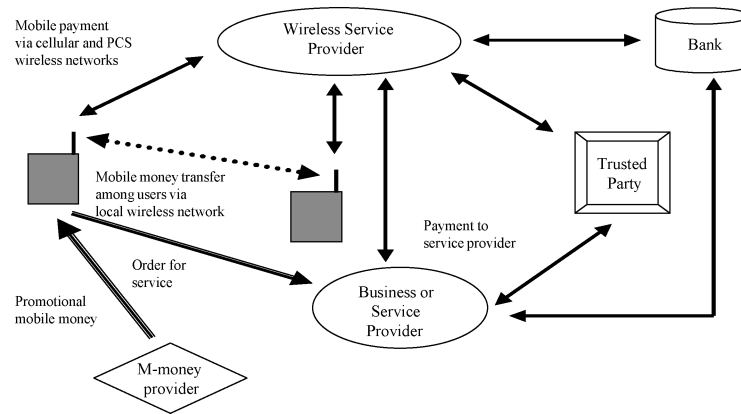 Mobile payment
via cellular and PCS
wireless networks
Wireless Service
Provider
Bank
Trusted
Party
Mobile money transfer
among users via
local wireless network
Payment to
service provider
Order for
service
Promotional
mobile money
Business or
Service
Provider
M-money
provider